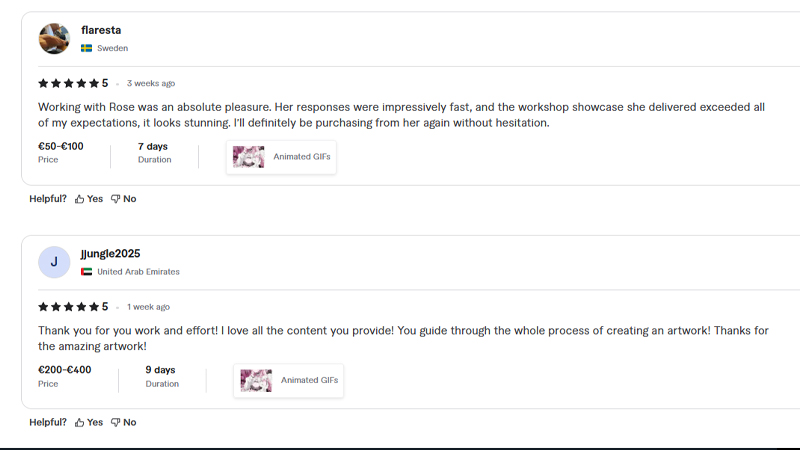 flaresta
Sweden
5 • 3 weeks ago
Working with Rose was an absolute pleasure. Her responses were impressively fast, and the workshop showcase she delivered exceeded all
of my expectations, it looks stunning. I'll definitely be purchasing from her again without hesitation.
€50-€100
Price
7 days
Duration
Animated GIFs
Helpful? Yes No
J
jjungle2025
United Arab Emirates
5 • 1 week ago
Thank you for you work and effort! I love all the content you provide! You guide through the whole process of creating an artwork! Thanks for
the amazing artwork!
€200-€400
Price
9 days
Duration
Animated GIFs
Helpful? Yes No